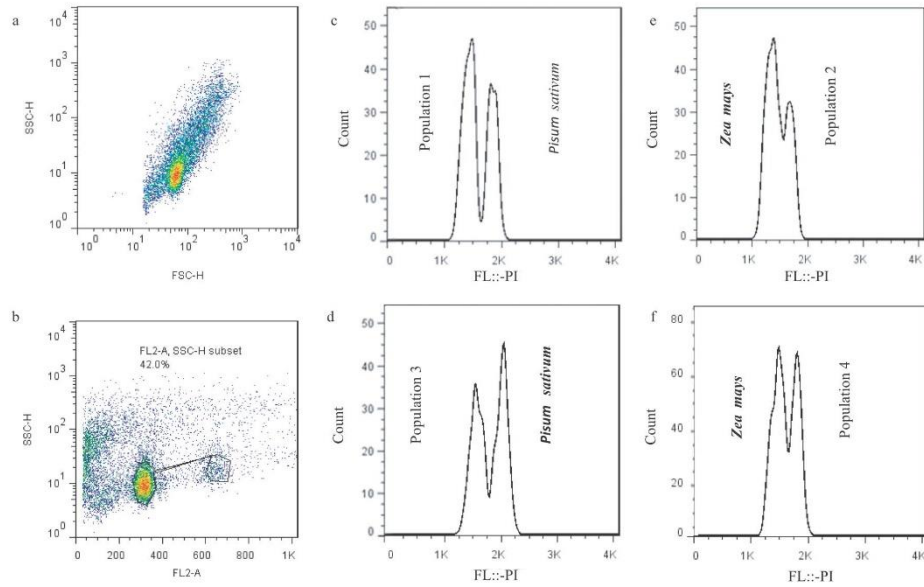 a
10^4
10^3
10^2
10^1
10^0
SSC-H
10^0
10^1
10^2
10^3
10^4
FSC-H
b
FL2-A, SSC-H subset
42.0%
10^4
10^3
10^2
10^1
10^0
SSC-H
0 200 400 600 800 1K
FL2-A
c
50
40
30
20
10
0
Count
Population 1
Pisum sativum
0 1K 2K 3K 4K
FL::-PI
d
50
40
30
20
10
0
Count
Population 3
Pisum sativum
0 1K 2K 3K 4K
FL::-PI
e
50
40
30
20
10
0
Count
Zea mays
Population 2
0 1K 2K 3K 4K
FL::-PI
f
80
60
40
20
0
Count
Zea mays
Population 4
0 1K 2K 3K 4K
FL::-PI